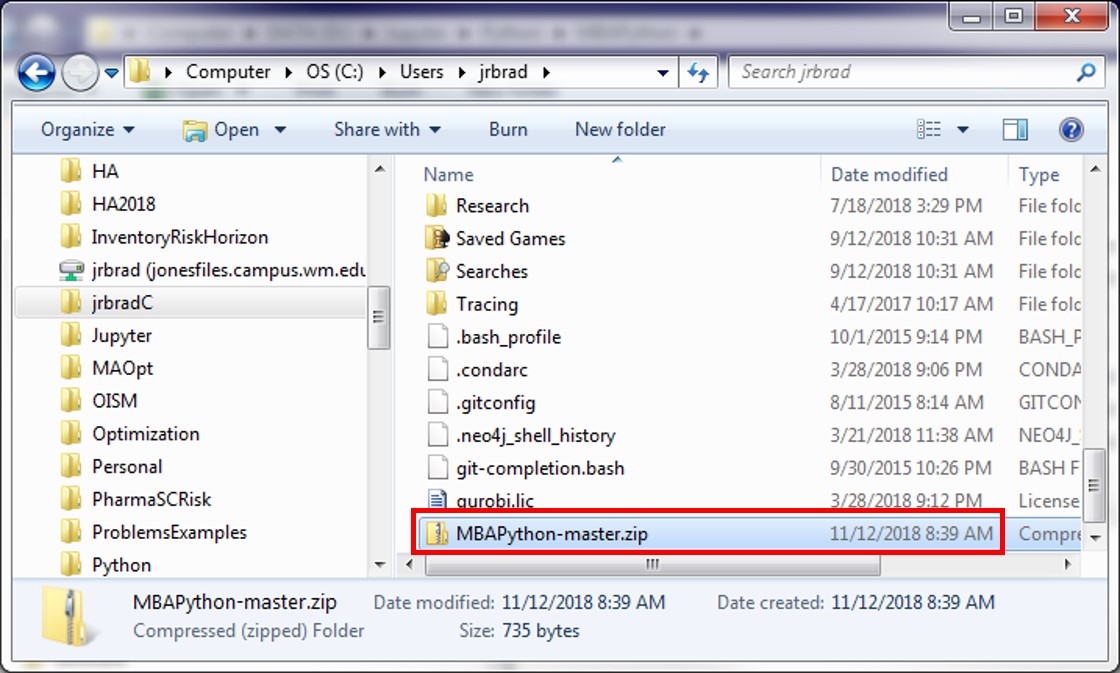 Computer ▸ OS (C:) ▸ Users ▸ jrbrad ▸
Search jrbrad
Organize Open Share with Burn New folder
HA
HA2018
InventoryRiskHorizon
jrbrad (jonesfiles.campus.wm.edu
jrbradC
Jupyter
MAOpt
OISM
Optimization
Personal
PharmaSCRisk
ProblemsExamples
Python
Name Date modified Type
Research 7/18/2018 3:29 PM File fold
Saved Games 9/12/2018 10:31 AM File fold
Searches 9/12/2018 10:31 AM File fold
Tracing 4/17/2017 10:17 AM File fold
.bash_profile 10/1/2015 9:14 PM BASH_P
.condarc 3/28/2018 9:06 PM CONDA
.gitconfig 8/11/2015 8:14 AM GITCON
.neo4j_shell_history 3/21/2018 11:38 AM NEO4J_
git-completion.bash 9/30/2015 10:26 PM BASH F
gurobi.lic 3/28/2018 9:12 PM License
MBAPython-master.zip 11/12/2018 8:39 AM Compre
MBAPython-master.zip Date modified: 11/12/2018 8:39 AM Date created: 11/12/2018 8:39 AM
Compressed (zipped) Folder Size: 735 bytes